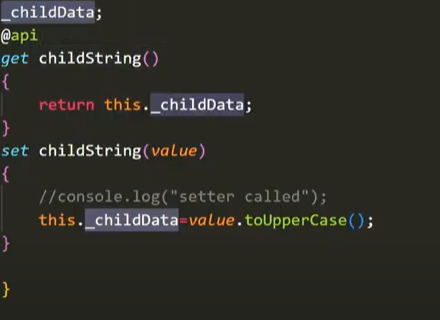 _childData;
@api
get childString()
{
return this._childData;
}
set childString(value)
{
//console.log("setter called");
this._childData=value.toUpperCase();
}
}